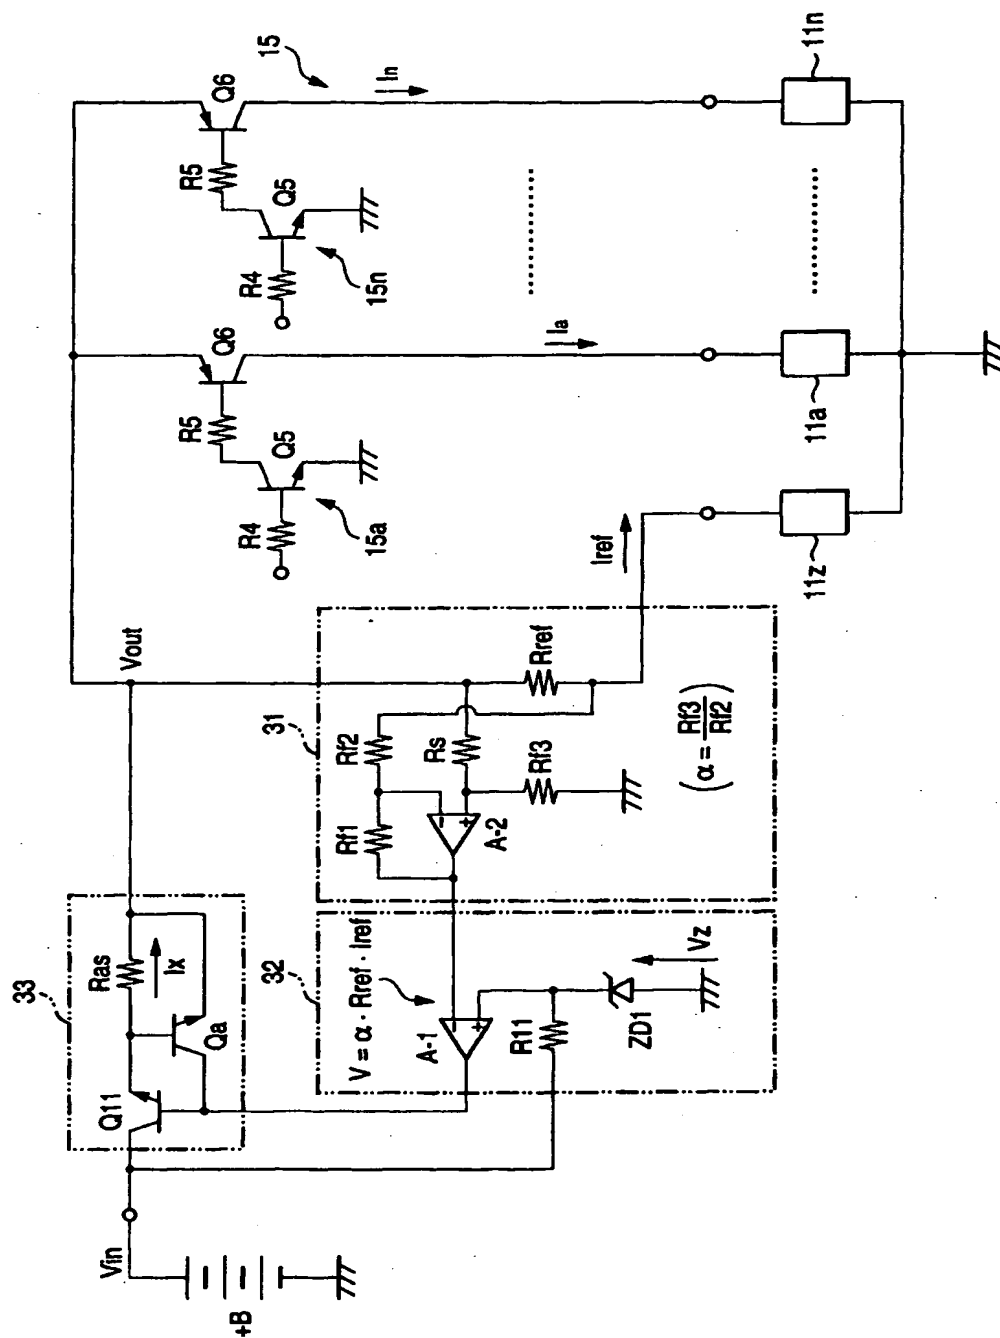 +B
Vin
33
Q11
Ras
Ix
Qa
Vout
15
R5
Q6
R4
Q5
15a
Ia
R5
Q6
R4
Q5
15n
In
32
V = α · Rref · Iref
A-1
R11
ZD1
Vz
31
Rf1
Rf2
Rs
A-2
Rf3
Rref
( α = Rf3 / Rf2 )
Iref
11z
11a
11n